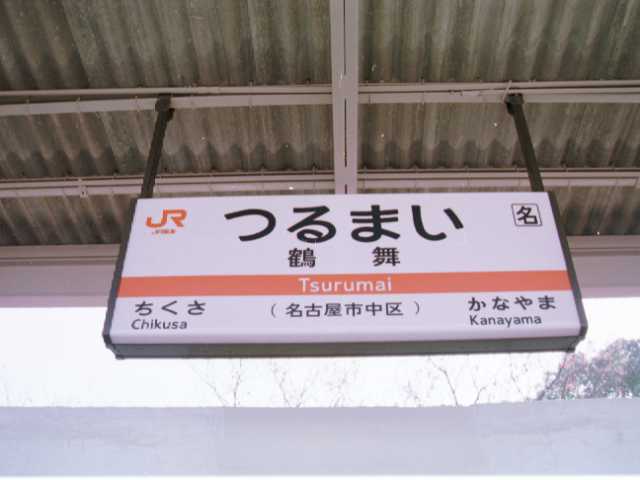 JR
つるまい
名
鶴舞
Tsurumai
ちくさ
Chikusa
(名古屋市中区)
かなやま
Kanayama